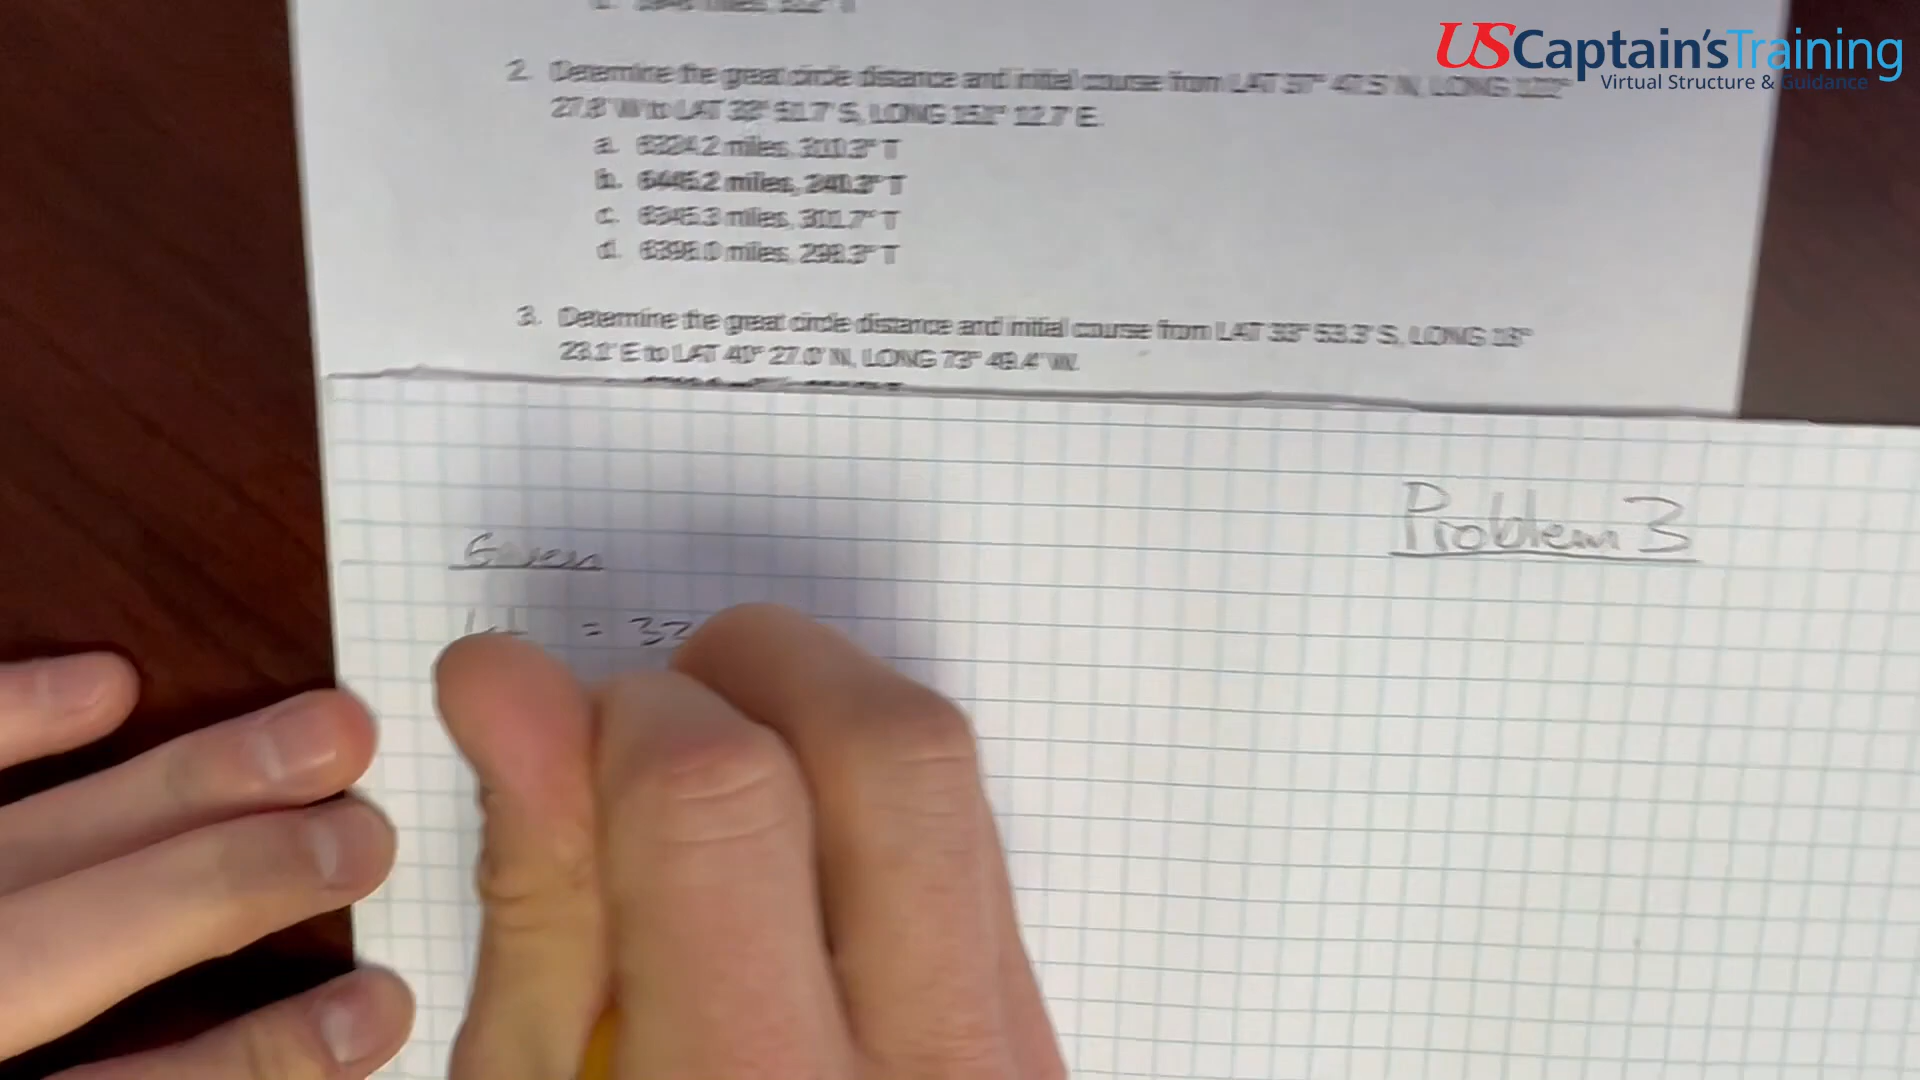 USCaptain'sTraining
Virtual Structure & Guidance
2. Determine the great circle distance and initial course from LAT 37° 47.5' N, LONG 122°
27.8' W to LAT 33° 51.7' S, LONG 151° 12.7' E.
a. 6324.2 miles, 310.3° T
b. 6445.2 miles, 240.3° T
c. 6345.3 miles, 301.7° T
d. 6398.0 miles, 298.3° T
3. Determine the great circle distance and initial course from LAT 33° 53.3' S, LONG 18°
23.1' E to LAT 40° 27.0' N, LONG 73° 49.4' W.
Problem 3
Given
= 33